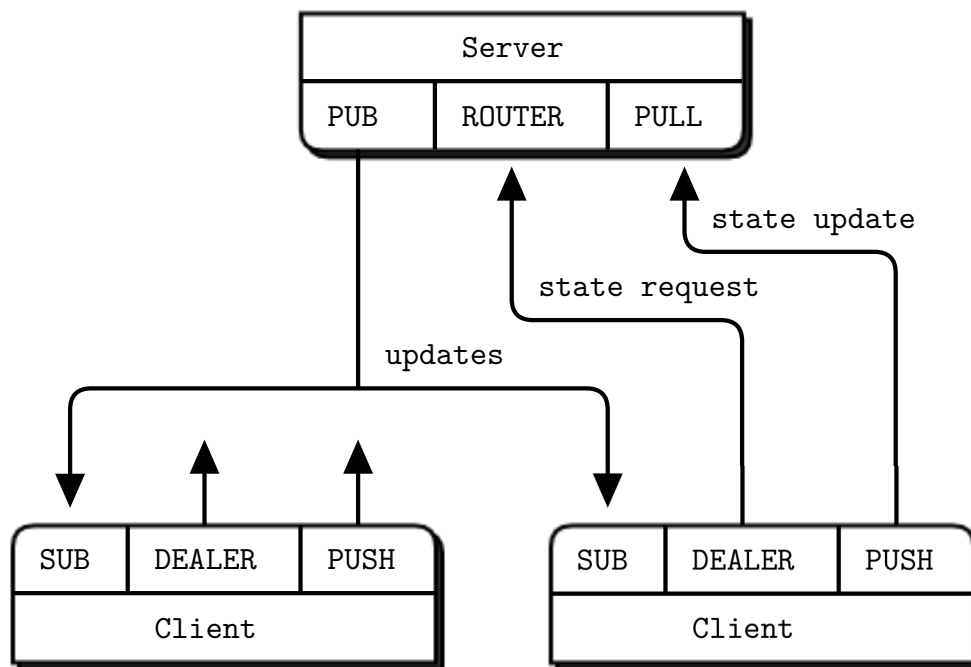 Server
PUB ROUTER PULL
state update
state request
updates
SUB DEALER PUSH SUB DEALER PUSH
Client Client